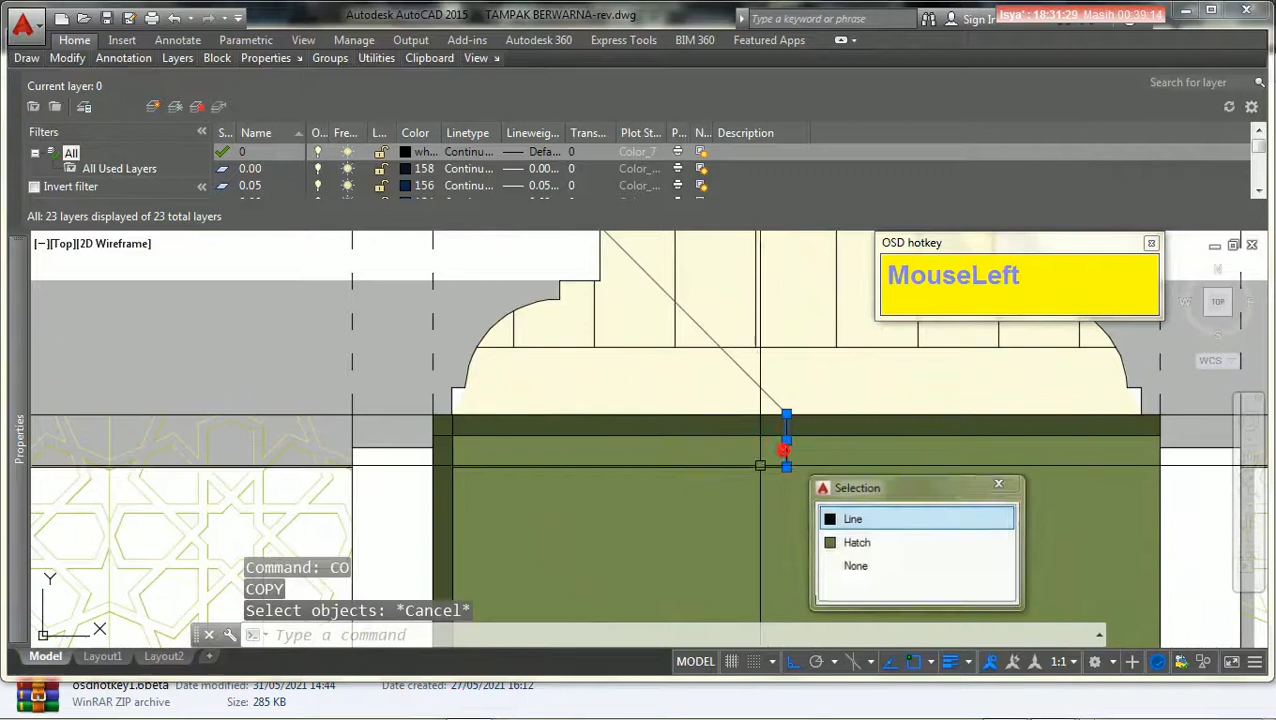 Autodesk AutoCAD 2015 TAMPAK BERWARNA-rev.dwg
Type a keyword or phrase
Sign In
Isya': 18:31:29 Masih 00:39:14
Home Insert Annotate Parametric View Manage Output Add-ins Autodesk 360 Express Tools BIM 360 Featured Apps
Draw Modify Annotation Layers Block Properties Groups Utilities Clipboard View
Current layer: 0
Search for layer
Filters
S... Name O. Fre... L... Color Linetype Lineweig... Trans... Plot St... P. N... Description
All
0 wh... Continu... Defa... 0 Color_7
All Used Layers
0.00 158 Continu... 0.00... 0 Color_...
Invert filter
0.05 156 Continu... 0.05... 0 Color_...
All: 23 layers displayed of 23 total layers
[−][Top][2D Wireframe]
OSD hotkey
MouseLeft
N
W TOP E
S
WCS
Properties
Selection
Line
Hatch
None
Command: CO
COPY
Select objects: *Cancel*
Type a command
Y
X
Model Layout1 Layout2 +
MODEL 1:1
osdhotkey1.6beta Date modified: 31/05/2021 14:44 Date created: 27/05/2021 16:12
WinRAR ZIP archive Size: 285 KB